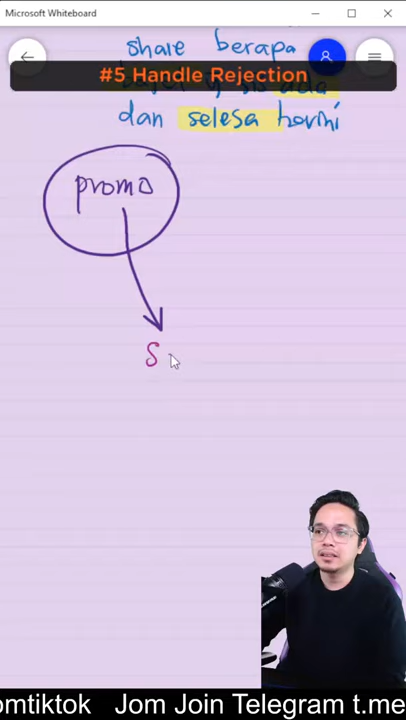 Microsoft Whiteboard
share berapa
#5 Handle Rejection
dan selesa harini
promo
S
omtiktok Jom Join Telegram t.me